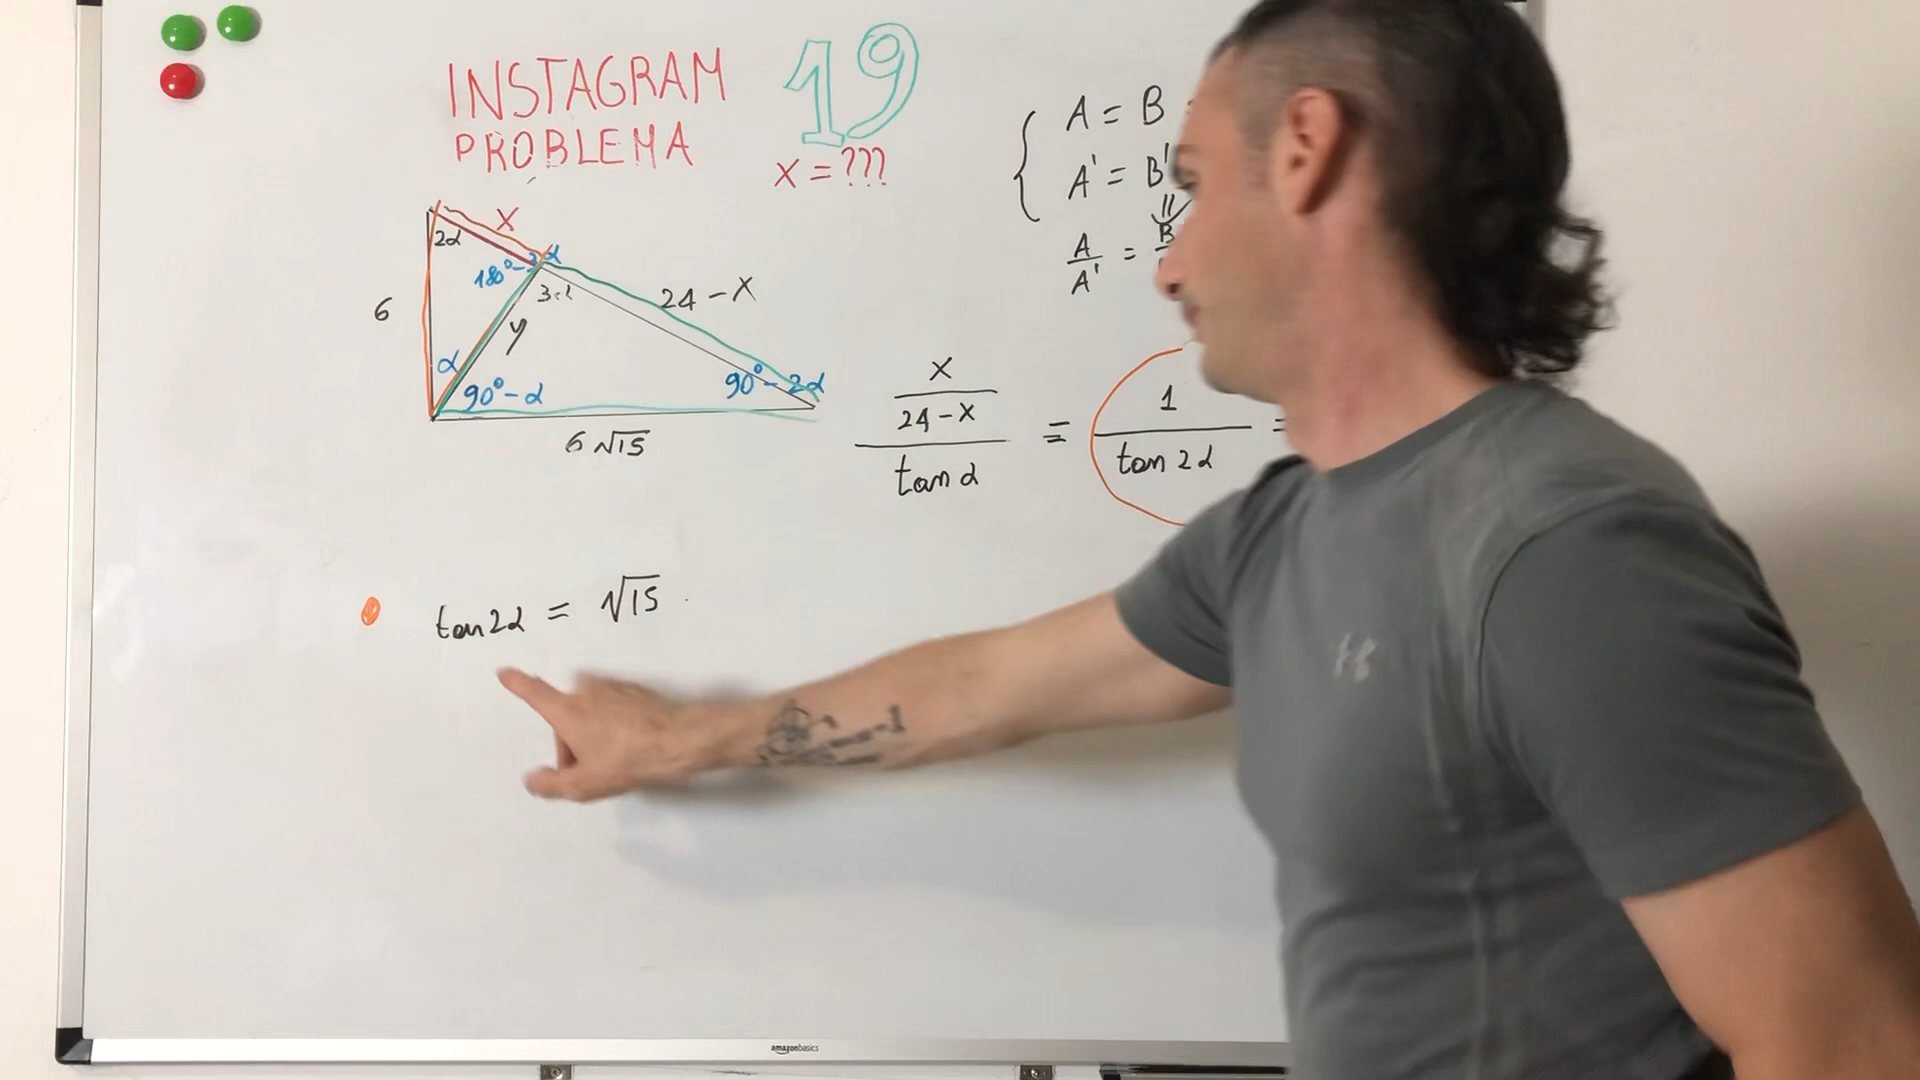 INSTAGRAM 19
PROBLEMA
x = ???
A = B
A' = B'
A/A' = B
x
2α
180° - 3α
3α
24 - x
6
y
α
90° - α
90° - 2α
6√15
x/(24 - x)/tan α = 1/tan 2α =
tan 2α = √15
amazonbasics